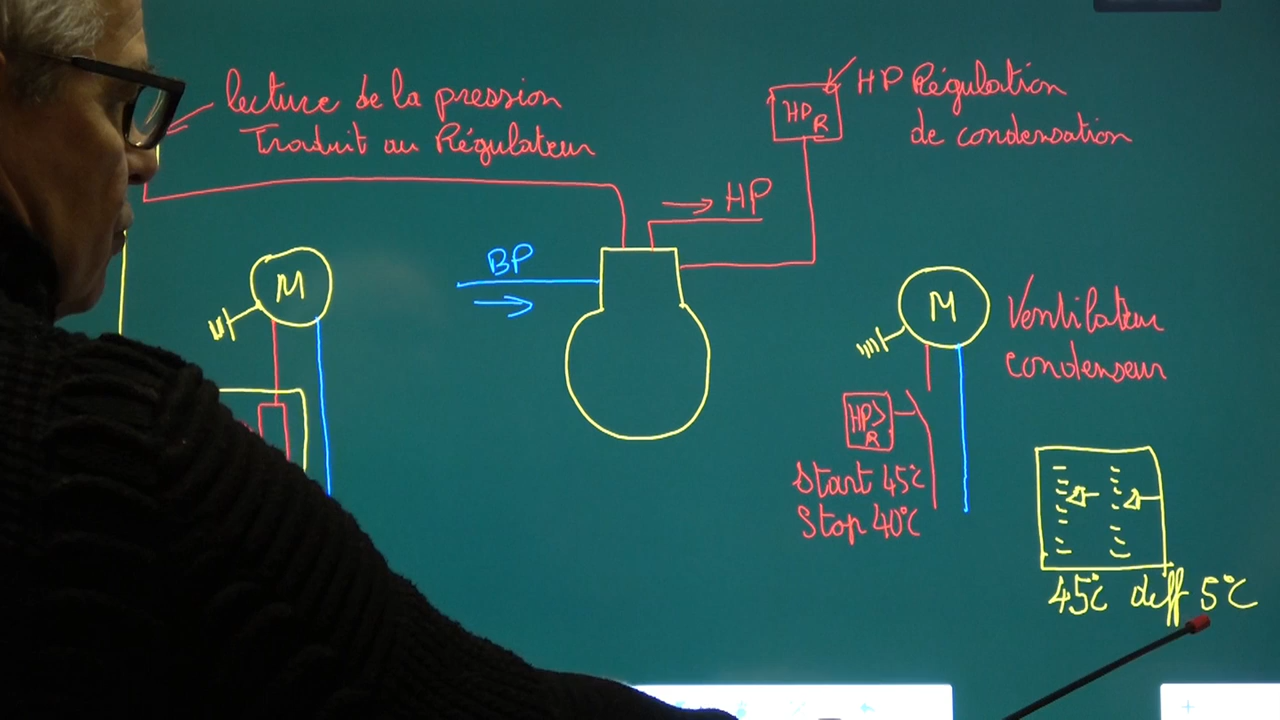 lecture de la pression
Traduit au Régulateur
HP
R
HP Régulation
de condensation
HP
BP
M
M
Ventilateur
condenseur
HP>
R
Start 45°C
Stop 40°C
45°C diff 5°C